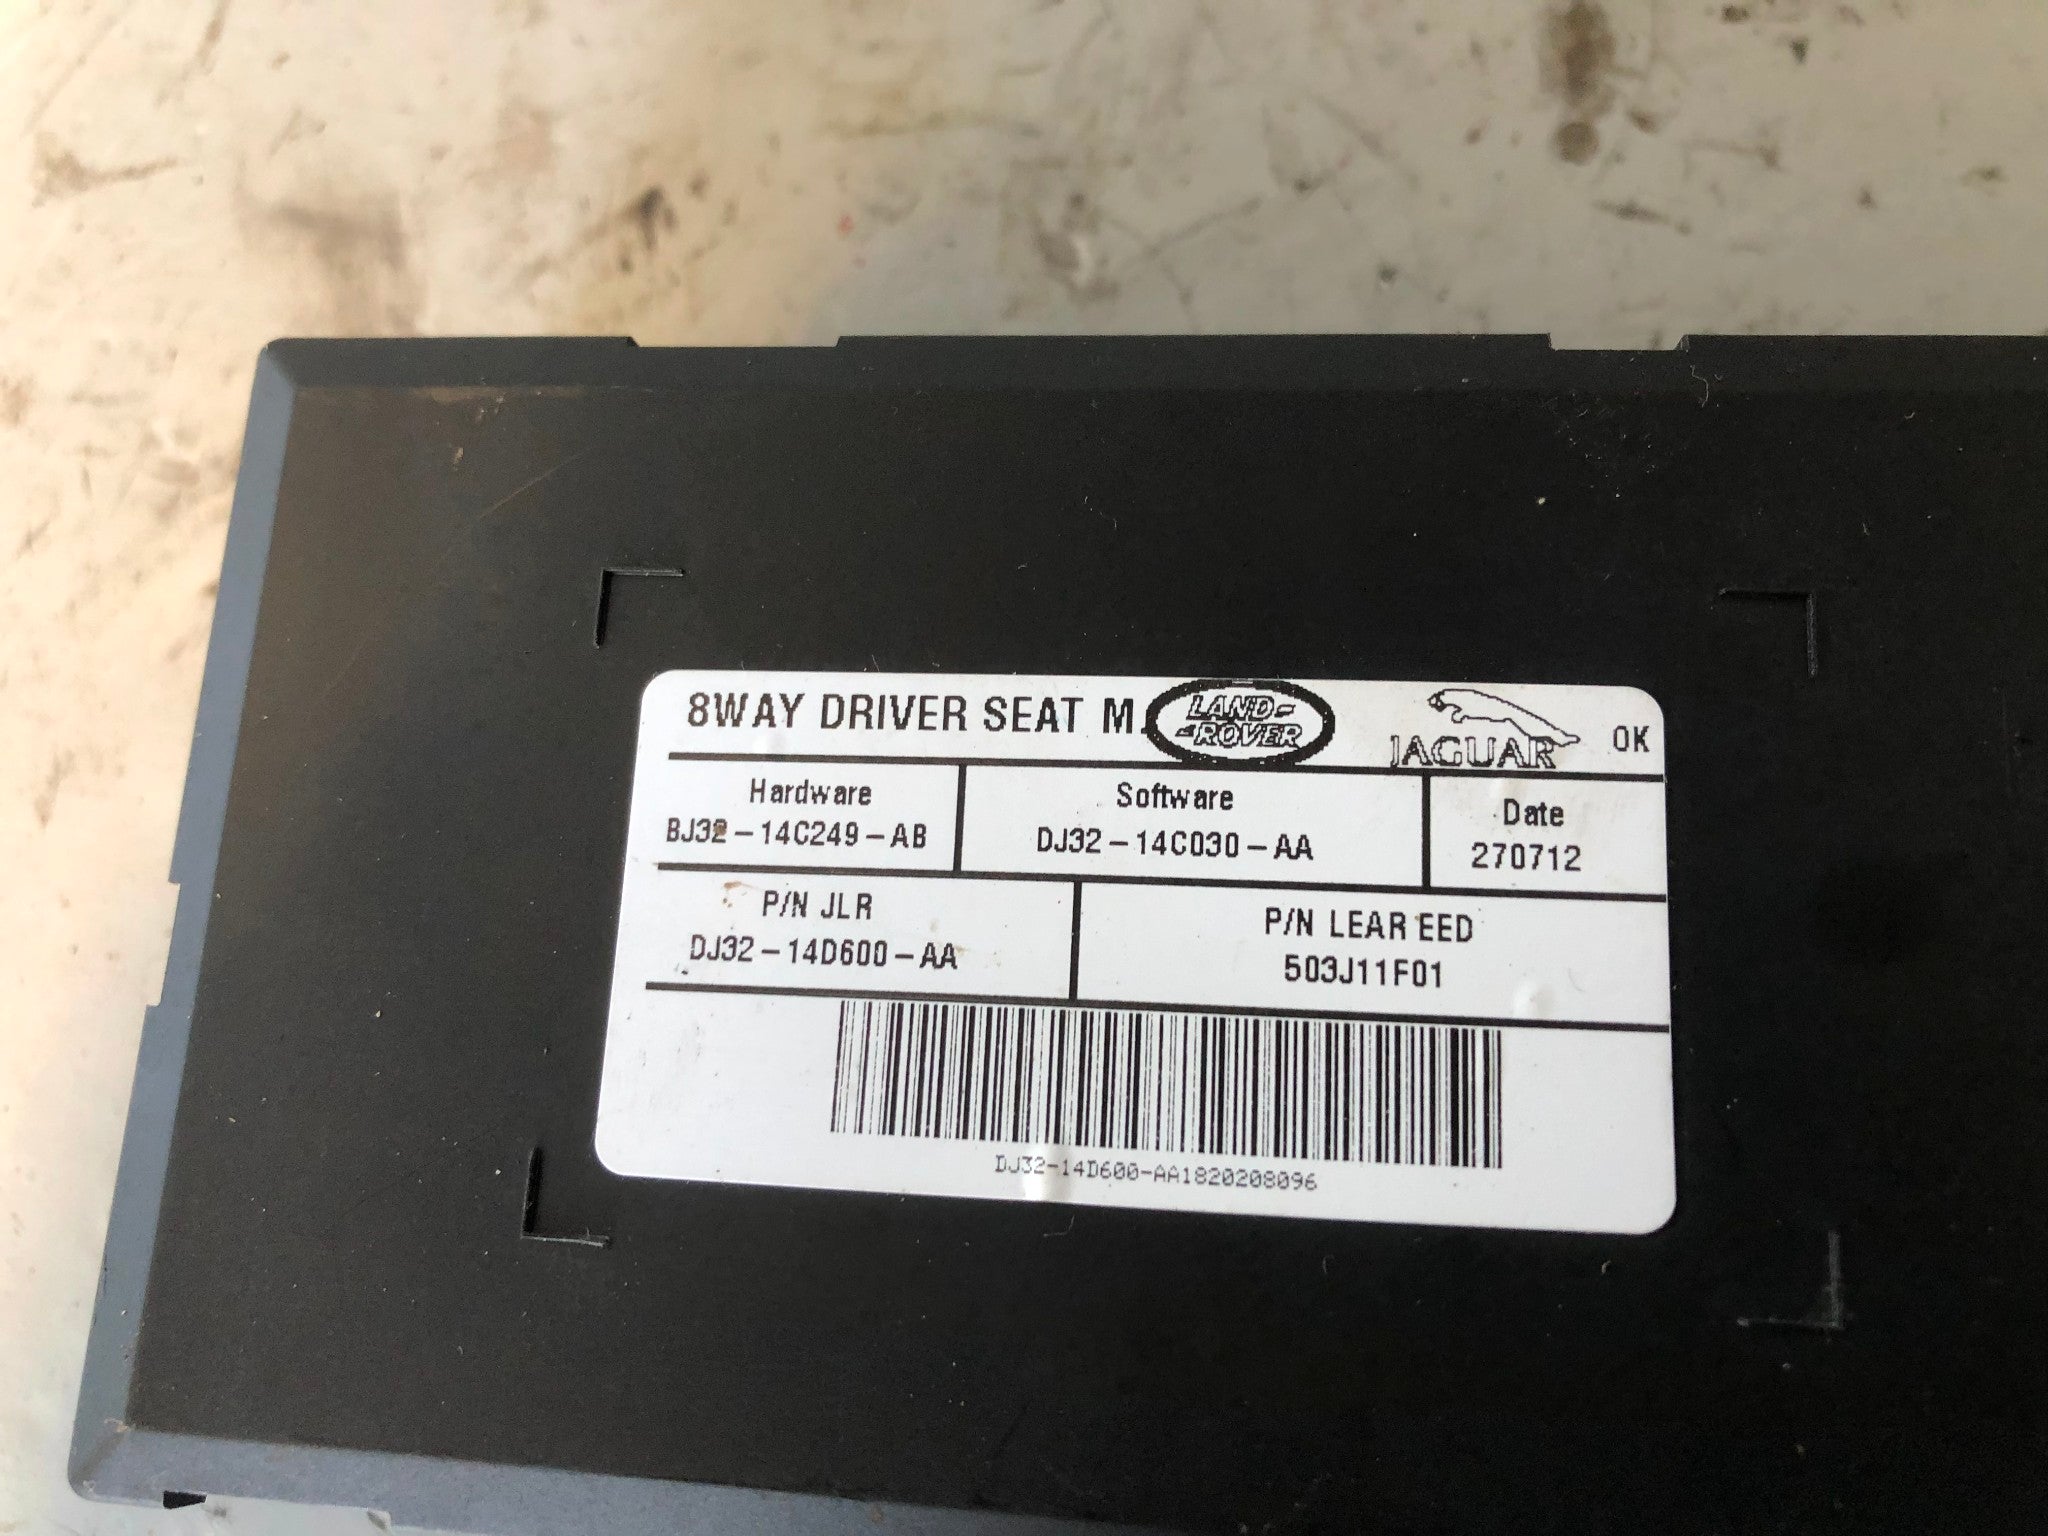 8WAY DRIVER SEAT M. LAND-
-ROVER JAGUAR OK
Hardware Software Date
BJ32-14C249-AB DJ32-14C030-AA 270712
P/N JLR P/N LEAR EED
DJ32-14D600-AA 503J11F01
DJ32-14D600-AA1820208096